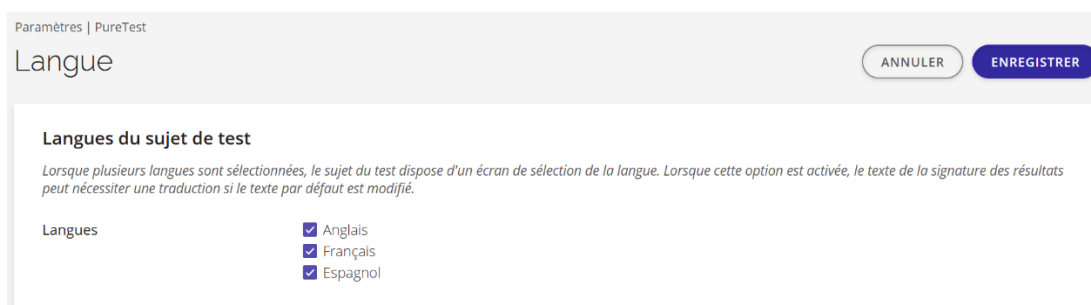 Paramètres | PureTest
Langue
ANNULER
ENREGISTRER
Langues du sujet de test
Lorsque plusieurs langues sont sélectionnées, le sujet du test dispose d'un écran de sélection de la langue. Lorsque cette option est activée, le texte de la signature des résultats
peut nécessiter une traduction si le texte par défaut est modifié.
Langues
Anglais
Français
Espagnol